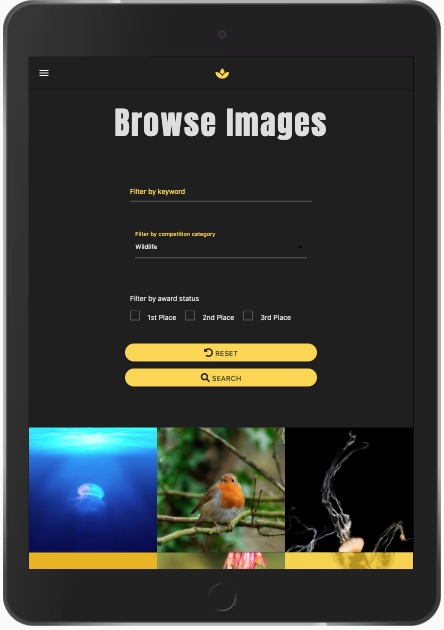 Browse Images
Filter by keyword
Filter by competition category
Wildlife
Filter by award status
1st Place 2nd Place 3rd Place
RESET
SEARCH